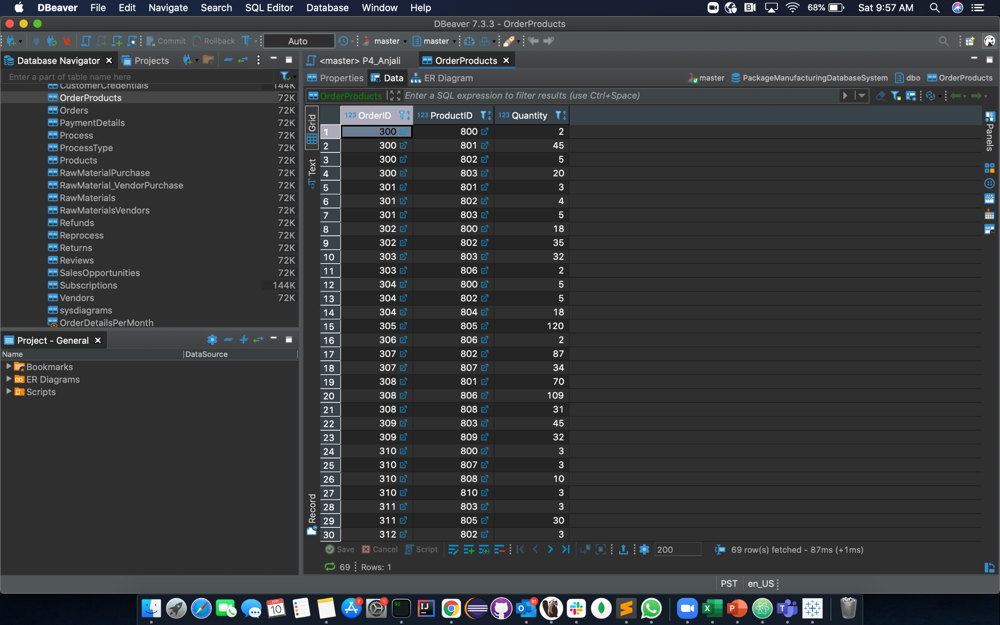 DBeaver File Edit Navigate Search SQL Editor Database Window Help 68% Sat 9:57 AM
DBeaver 7.3.3 - OrderProducts
Commit Rollback Auto master master
Database Navigator Projects
<master> P4_Anjali OrderProducts
Enter a part of table name here
Properties Data ER Diagram master PackageManufacturingDatabaseSystem dbo OrderProducts
OrderProducts Enter a SQL expression to filter results (use Ctrl+Space)
CustomerCredentials 144K
OrderProducts 72K
Orders 72K
PaymentDetails 72K
Process 72K
ProcessType 72K
Products 72K
RawMaterialPurchase 72K
RawMaterial_VendorPurchase 72K
RawMaterials 72K
RawMaterialsVendors 72K
Refunds 72K
Reprocess 72K
Returns 72K
Reviews 72K
SalesOpportunities 72K
Subscriptions 144K
Vendors 72K
sysdiagrams
OrderDetailsPerMonth
Project - General
Name DataSource
Bookmarks
ER Diagrams
Scripts
Grid
Text
Record
123 OrderID 123 ProductID 123 Quantity
1 300 800 2
2 300 801 45
3 300 802 5
4 300 803 20
5 301 801 3
6 301 802 4
7 301 803 5
8 302 800 18
9 302 802 35
10 303 803 32
11 303 806 2
12 304 800 5
13 304 802 5
14 304 804 18
15 305 805 120
16 306 806 2
17 307 802 87
18 307 807 34
19 308 801 70
20 308 806 109
21 308 808 31
22 309 803 45
23 309 809 32
24 310 800 3
25 310 807 3
26 310 808 10
27 310 810 3
28 311 803 3
29 311 805 30
30 312 802 3
Panels
Save Cancel Script 200 69 row(s) fetched - 87ms (+1ms)
69 Rows: 1
PST en_US
APR
10
7
1
IJ
81